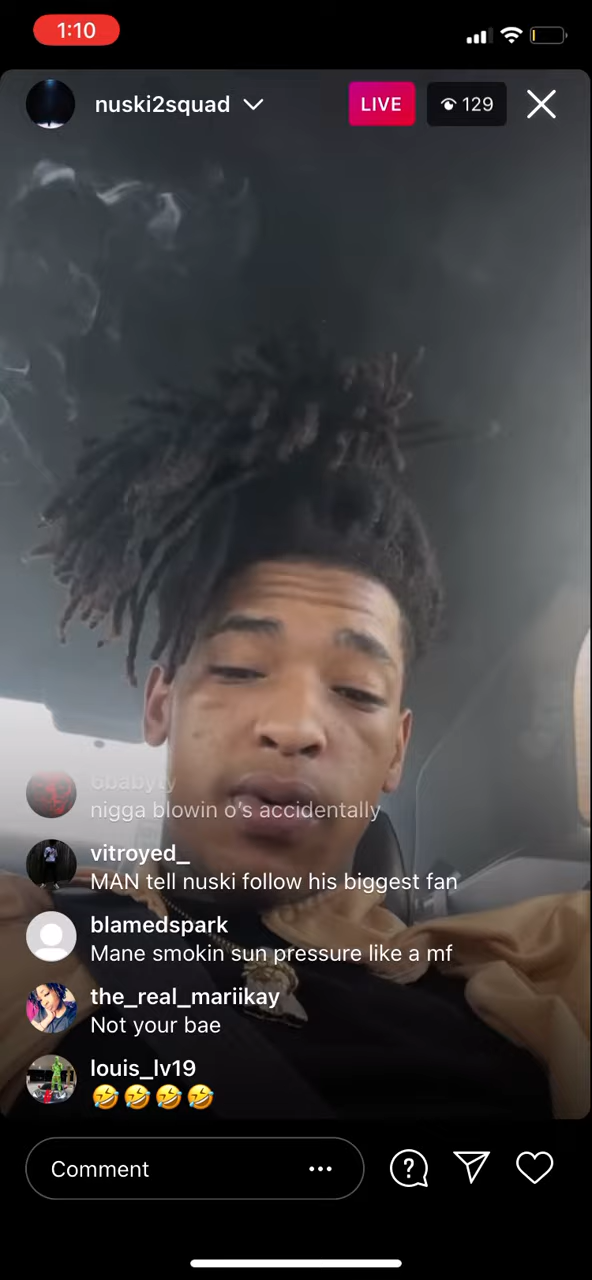 1:10
nuski2squad
LIVE
129
6babyty
nigga blowin o's accidentally
vitroyed_
MAN tell nuski follow his biggest fan
blamedspark
Mane smokin sun pressure like a mf
the_real_mariikay
Not your bae
louis_lv19
🤣🤣🤣🤣
Comment